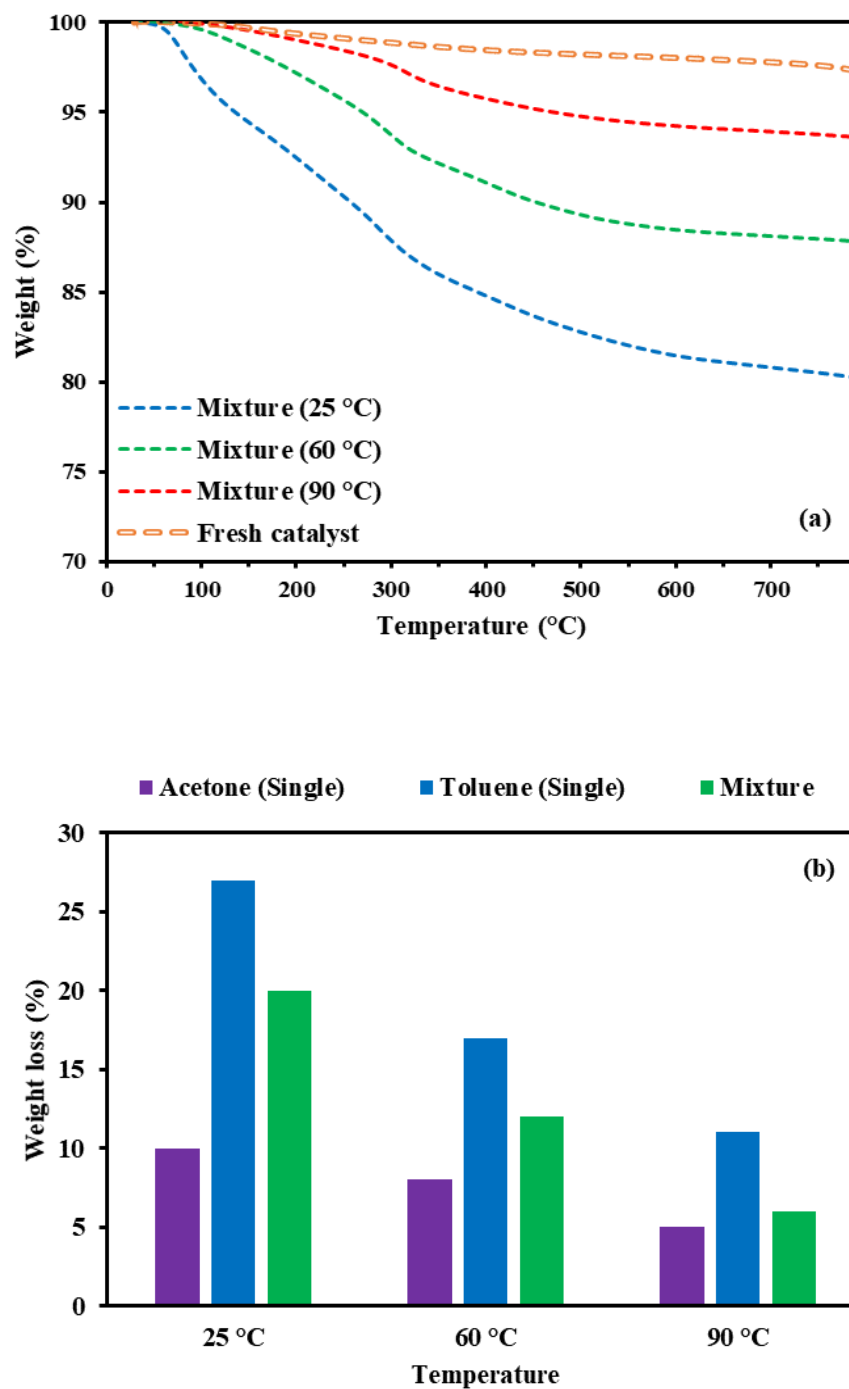 100
95
90
85
80
75
70
Weight (%)
Mixture (25 °C)
Mixture (60 °C)
Mixture (90 °C)
Fresh catalyst
(a)
0 100 200 300 400 500 600 700
Temperature (°C)
Acetone (Single) Toluene (Single) Mixture
30
25
20
15
10
5
0
Weight loss (%)
(b)
25 °C 60 °C 90 °C
Temperature